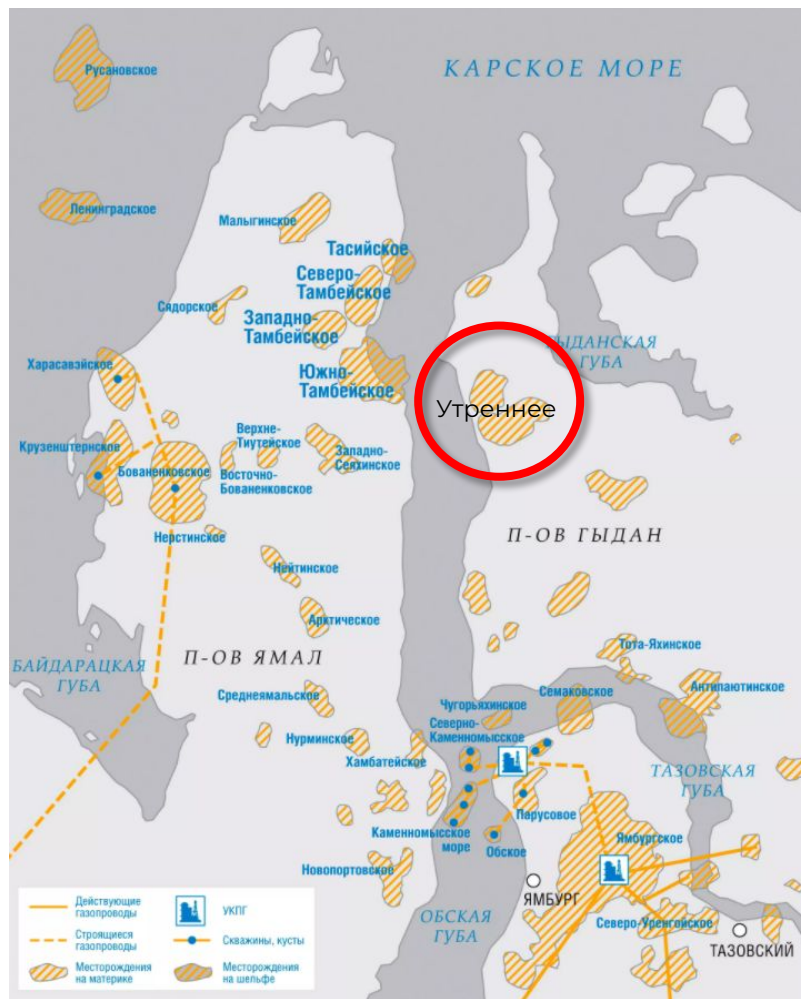 КАРСКОЕ МОРЕ
Русановское
Ленинградское
Малыгинское
Тасийское
Северо-
Тамбейское
Сядорское
Западно-
Тамбейское
ЫДАНСКАЯ
ГУБА
Харасавэйское
Южно-
Тамбейское
Утреннее
Крузенштернское
Верхне-
Тиутейское
Западно-
Сеяхинское
Бованенковское
Восточно-
Бованенковское
Нерстинское
П-ОВ ГЫДАН
Нейтинское
Арктическое
П-ОВ ЯМАЛ
БАЙДАРАЦКАЯ
ГУБА
Тота-Яхинское
Антипаютинское
Среднеямальское
Чугорьяхинское
Семаковское
Северно-
Каменномысское
Нурминское
Хамбатейское
ТАЗОВСКАЯ
ГУБА
Парусовое
Каменномысское
море
Обское
Ямбургское
Новопортовское
ЯМБУРГ
ОБСКАЯ
ГУБА
Северо-Уренгойское
ТАЗОВСКИЙ
Действующие
газопроводы
УКПГ
Строящиеся
газопроводы
Скважины, кусты
Месторождения
на материке
Месторождения
на шельфе